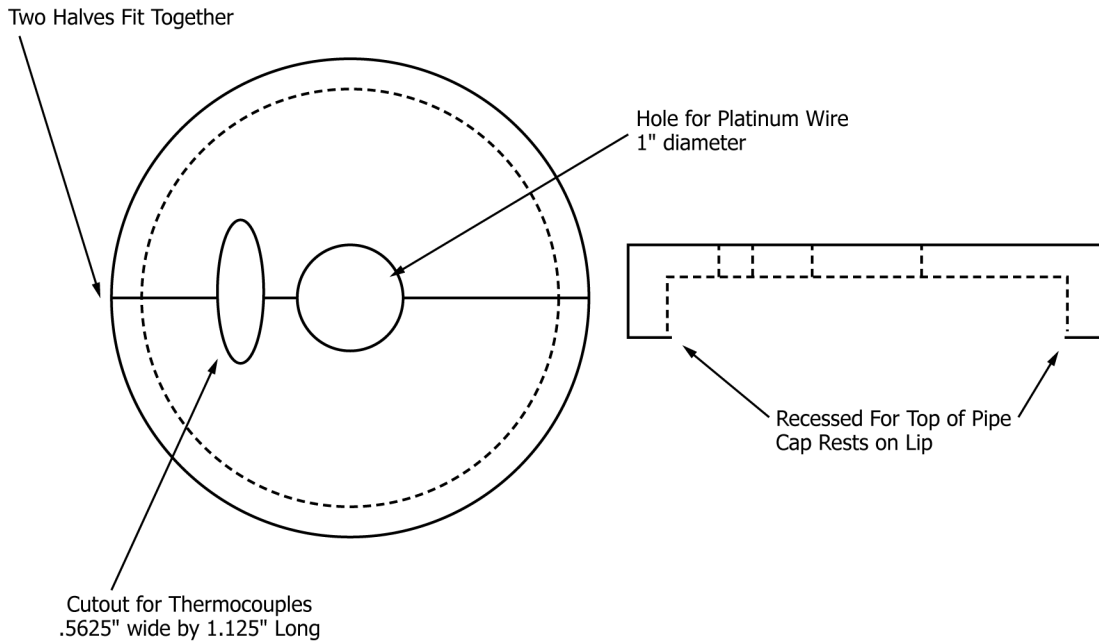 Two Halves Fit Together
Hole for Platinum Wire
1" diameter
Recessed For Top of Pipe
Cap Rests on Lip
Cutout for Thermocouples
.5625" wide by 1.125" Long